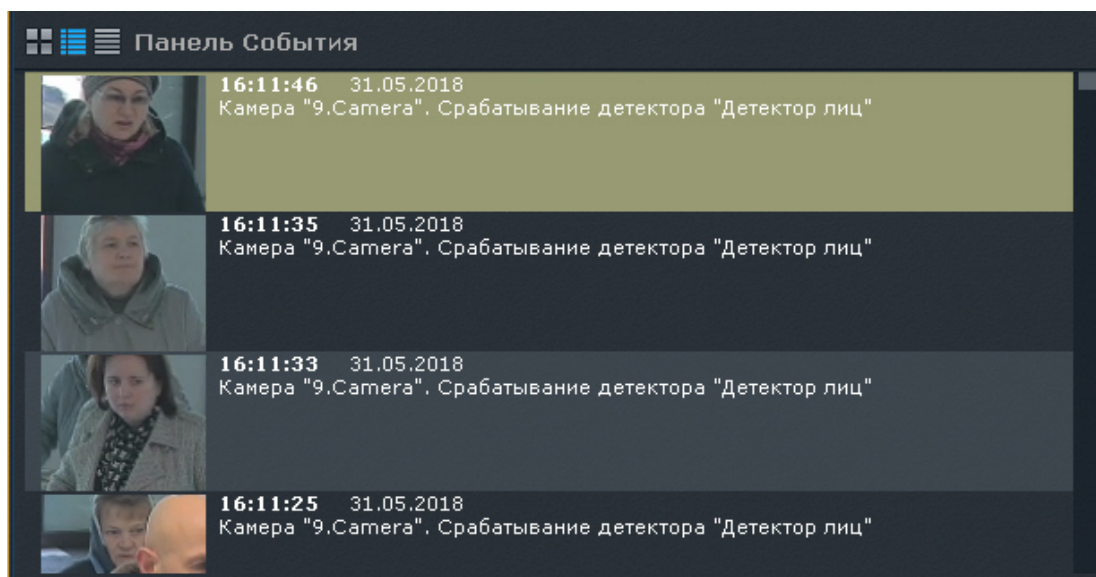 Панель События
16:11:46 31.05.2018
Камера "9.Camera". Срабатывание детектора "Детектор лиц"
16:11:35 31.05.2018
Камера "9.Camera". Срабатывание детектора "Детектор лиц"
16:11:33 31.05.2018
Камера "9.Camera". Срабатывание детектора "Детектор лиц"
16:11:25 31.05.2018
Камера "9.Camera". Срабатывание детектора "Детектор лиц"